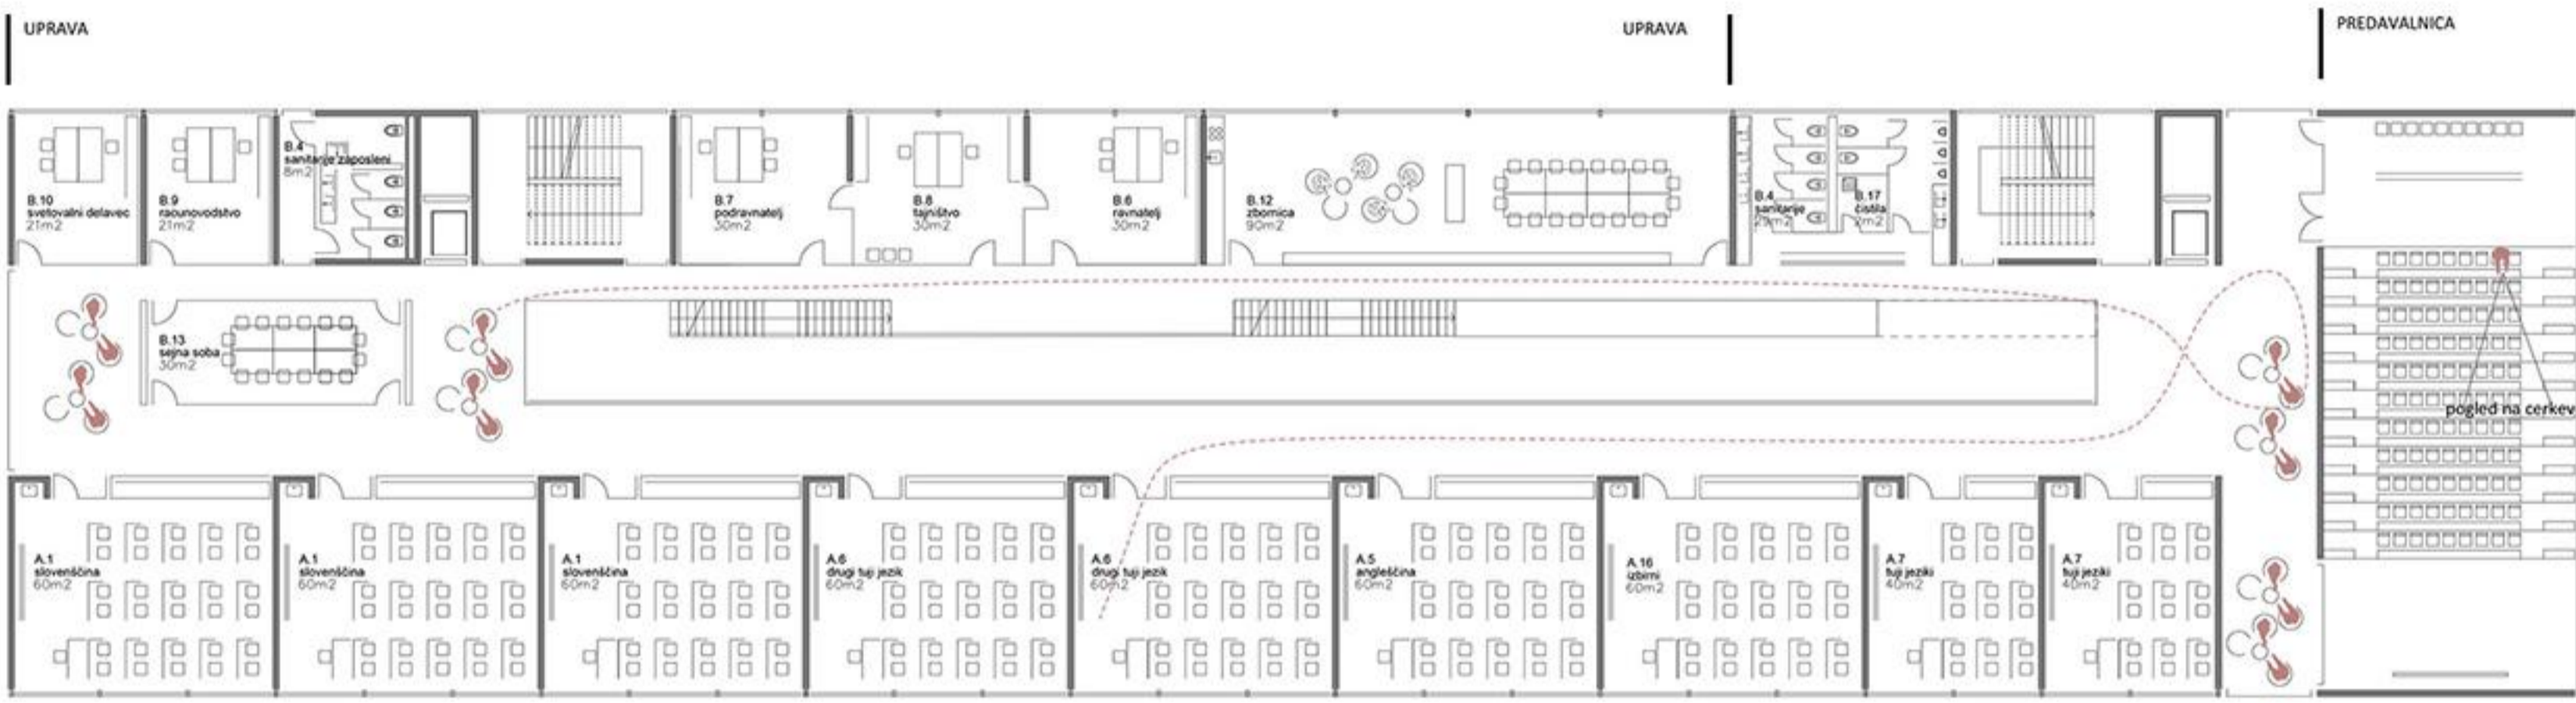 UPRAVA
UPRAVA
PREDAVALNICA
B.10
svetovalni delavec
21m2
B.9
raounovodstvo
21m2
B.4
sanitarije zaposleni
8m2
B.7
podravnatelj
30m2
B.8
tajništvo
30m2
B.6
ravnatelj
30m2
B.12
zbornica
90m2
B.4
sanitarije
B.17
čistila
2m2
B.13
sejna soba
30m2
pogled na cerkev
A.1
slovenščina
60m2
A.1
slovenščina
60m2
A.1
slovenščina
60m2
A.6
drugi tuji jezik
60m2
A.6
drugi tuji jezik
60m2
A.5
angleščina
60m2
A.16
izbirni
60m2
A.7
tuji jeziki
40m2
A.7
tuji jeziki
40m2